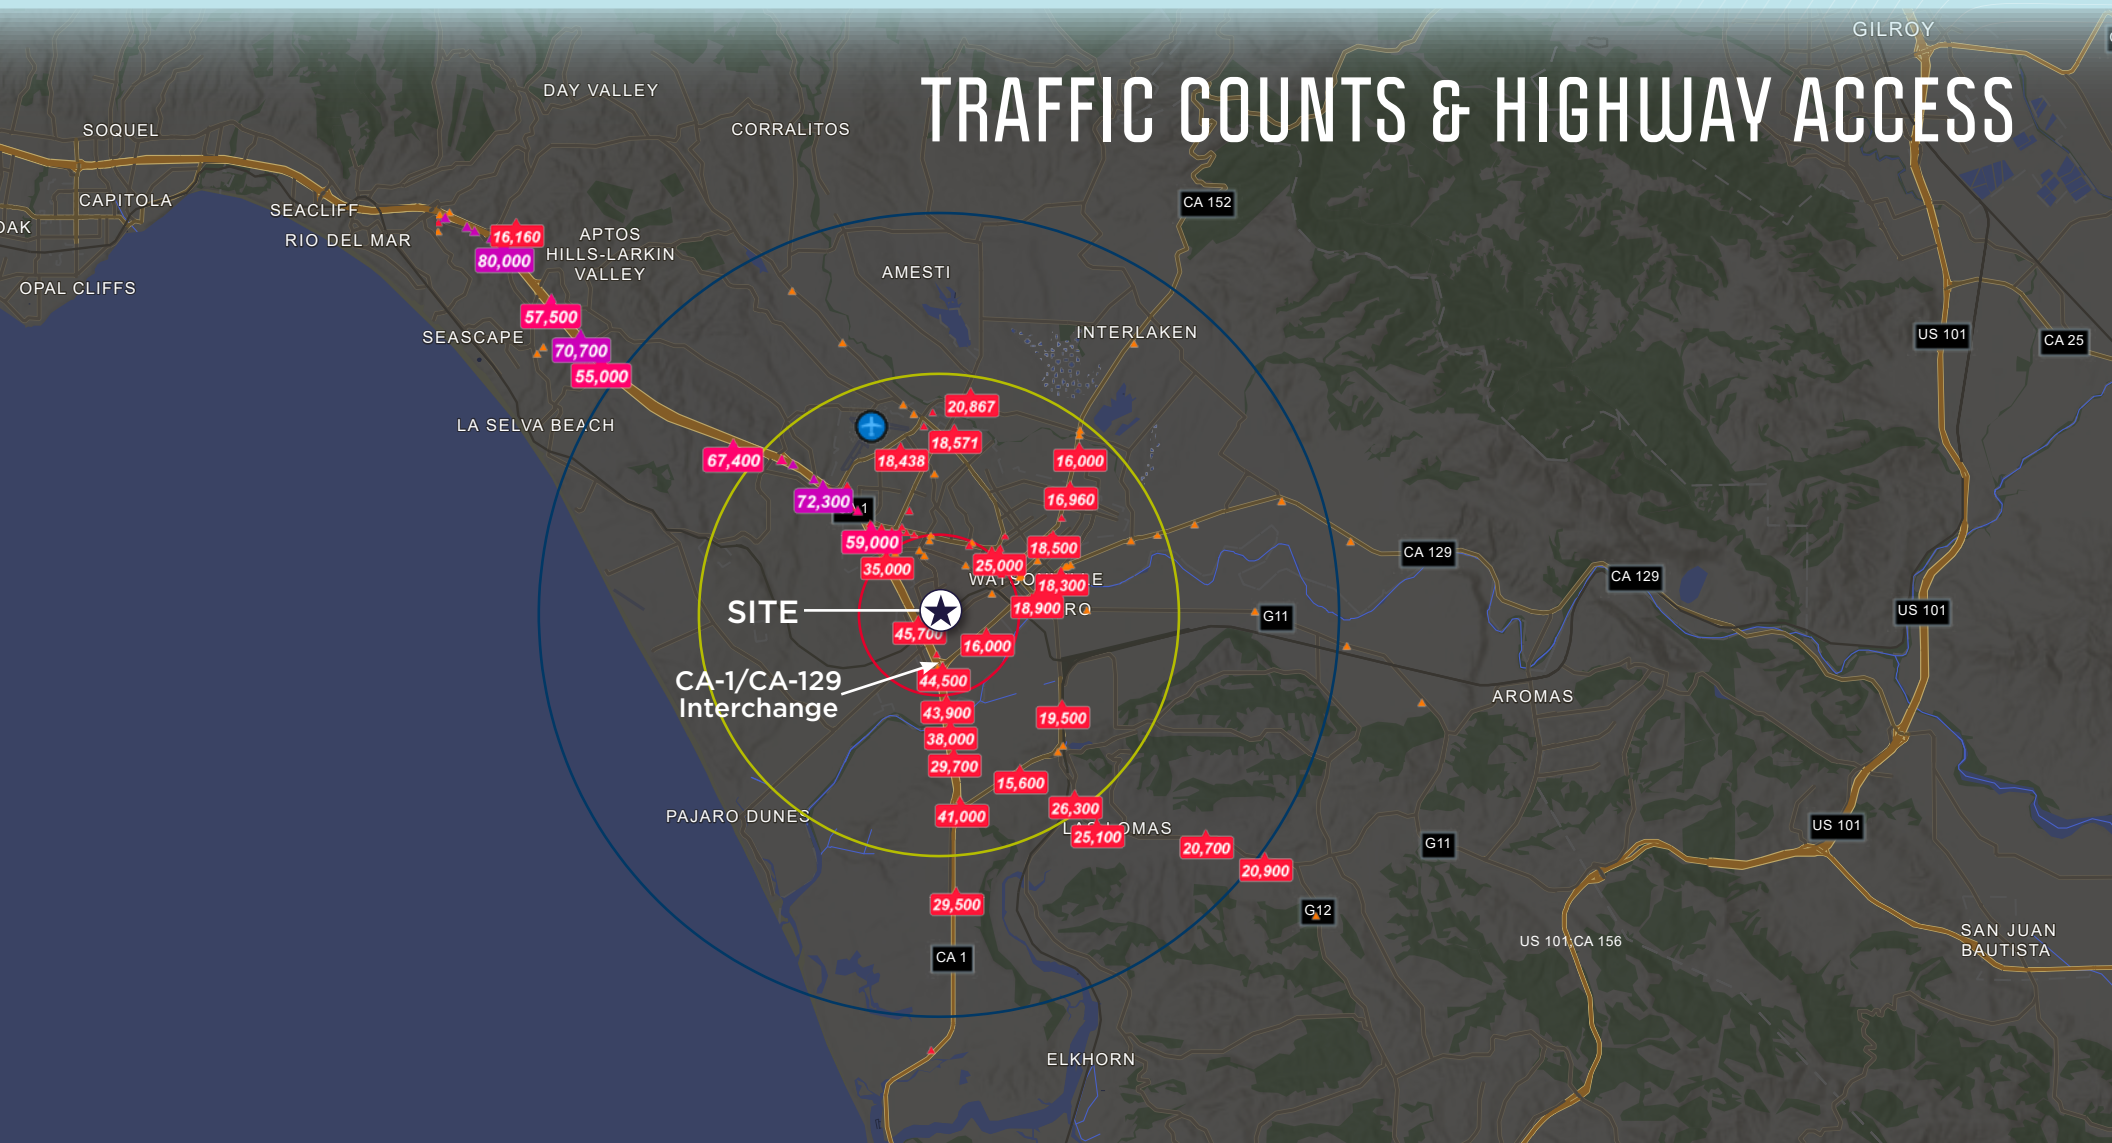 GILROY
TRAFFIC COUNTS & HIGHWAY ACCESS
DAY VALLEY
SOQUEL
CORRALITOS
CAPITOLA
SEACLIFF
CA 152
OAK
RIO DEL MAR
16,160
APTOS
HILLS-LARKIN
VALLEY
80,000
AMESTI
OPAL CLIFFS
57,500
SEASCAPE
INTERLAKEN
US 101
CA 25
70,700
55,000
20,867
LA SELVA BEACH
18,571
67,400
18,438
16,000
72,300
16,960
1
59,000
18,500
CA 129
35,000
25,000
CA 129
18,300
SITE
18,900
RO
G11
US 101
45,700
16,000
CA-1/CA-129
Interchange
44,500
AROMAS
43,900
19,500
38,000
29,700
15,600
PAJARO DUNES
41,000
26,300
LAS LOMAS
25,100
US 101
20,700
G11
20,900
29,500
G12
SAN JUAN
BAUTISTA
US 101;CA 156
CA 1
ELKHORN